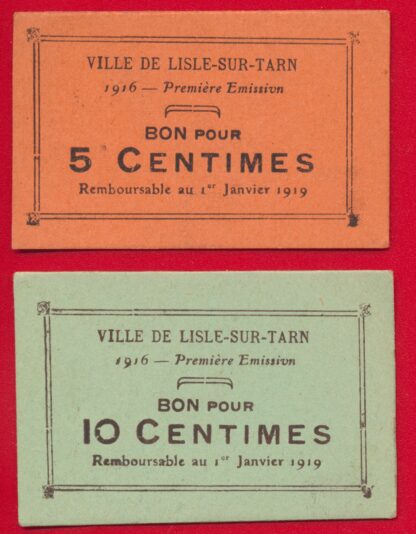 VILLE DE LISLE-SUR-TARN
1916 — Première Emissivn
BON POUR
5 CENTIMES
Remboursable au 1er Janvier 1919
VILLE DE LISLE-SUR-TARN
1916 — Première Emissivn
BON POUR
10 CENTIMES
Remboursable au 1er Janvier 1919